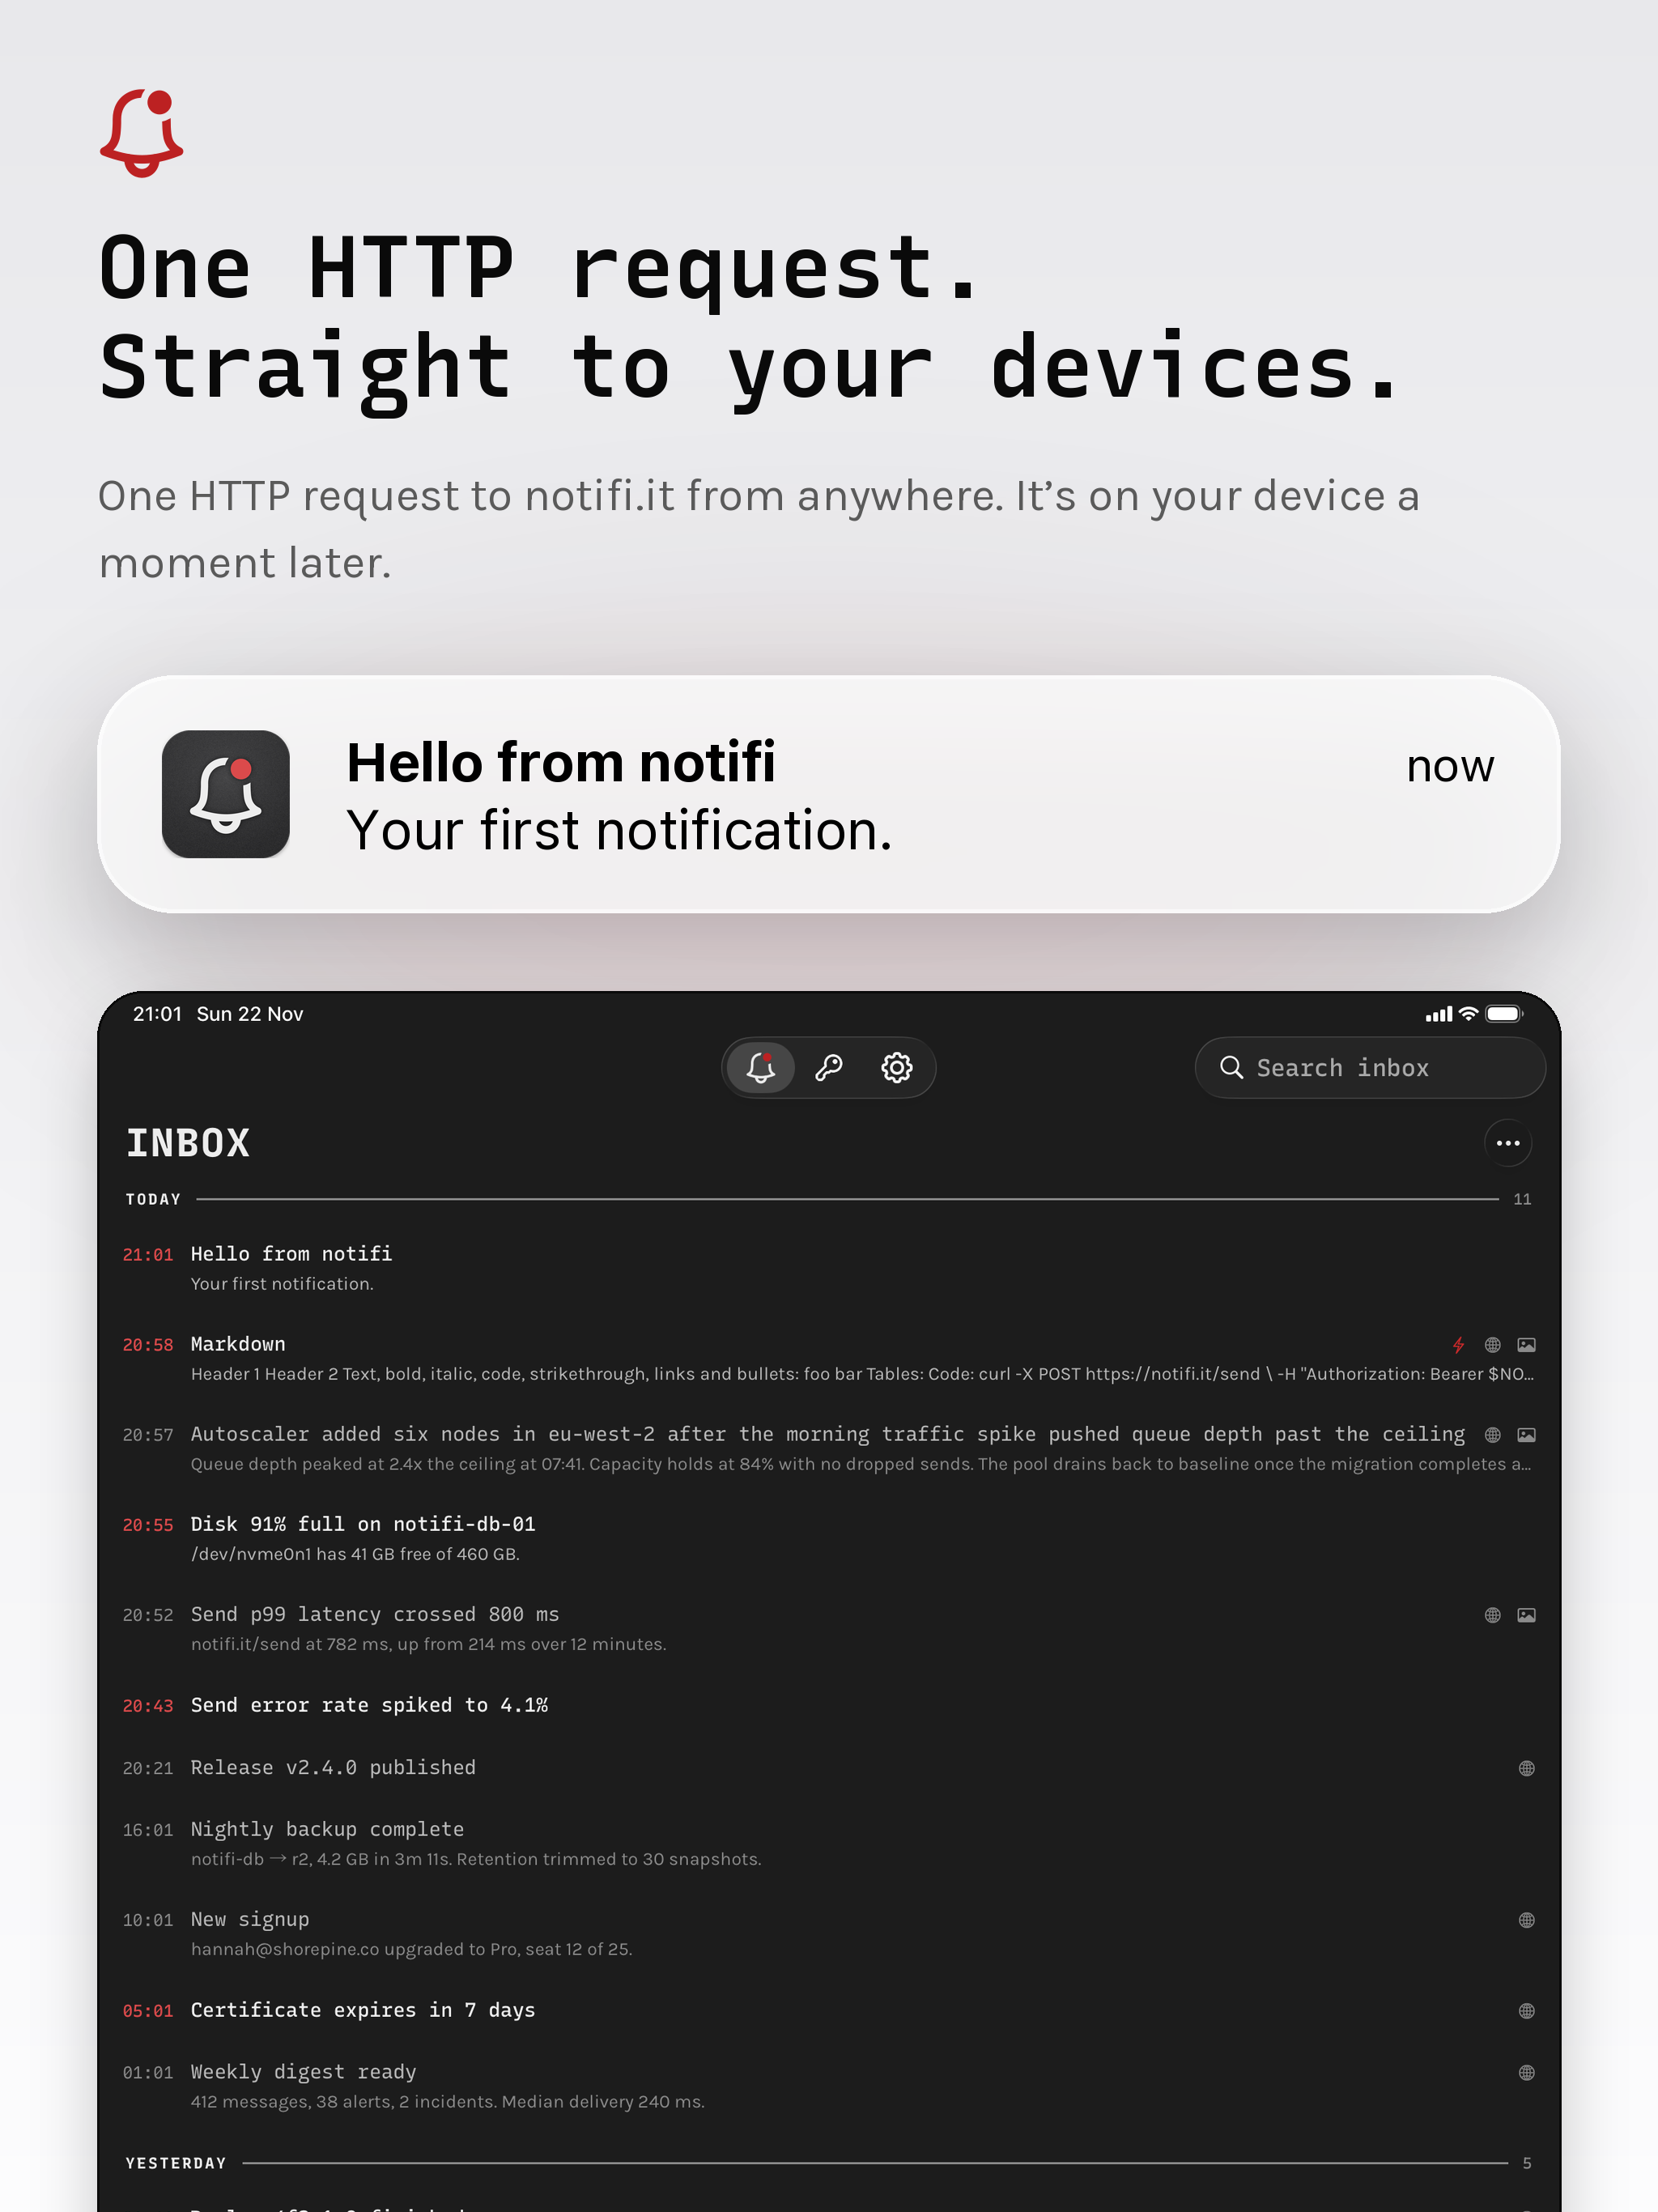 One HTTP request.
Straight to your devices.
One HTTP request to notifi.it from anywhere. It’s on your device a
moment later.
Hello from notifi
now
Your first notification.
21:01 Sun 22 Nov
Search inbox
INBOX
TODAY 11
21:01 Hello from notifi
Your first notification.
20:58 Markdown
Header 1 Header 2 Text, bold, italic, code, strikethrough, links and bullets: foo bar Tables: Code: curl -X POST https://notifi.it/send \ -H "Authorization: Bearer $NO...
20:57 Autoscaler added six nodes in eu-west-2 after the morning traffic spike pushed queue depth past the ceiling
Queue depth peaked at 2.4x the ceiling at 07:41. Capacity holds at 84% with no dropped sends. The pool drains back to baseline once the migration completes a...
20:55 Disk 91% full on notifi-db-01
/dev/nvme0n1 has 41 GB free of 460 GB.
20:52 Send p99 latency crossed 800 ms
notifi.it/send at 782 ms, up from 214 ms over 12 minutes.
20:43 Send error rate spiked to 4.1%
20:21 Release v2.4.0 published
16:01 Nightly backup complete
notifi-db → r2, 4.2 GB in 3m 11s. Retention trimmed to 30 snapshots.
10:01 New signup
hannah@shorepine.co upgraded to Pro, seat 12 of 25.
05:01 Certificate expires in 7 days
01:01 Weekly digest ready
412 messages, 38 alerts, 2 incidents. Median delivery 240 ms.
YESTERDAY 5